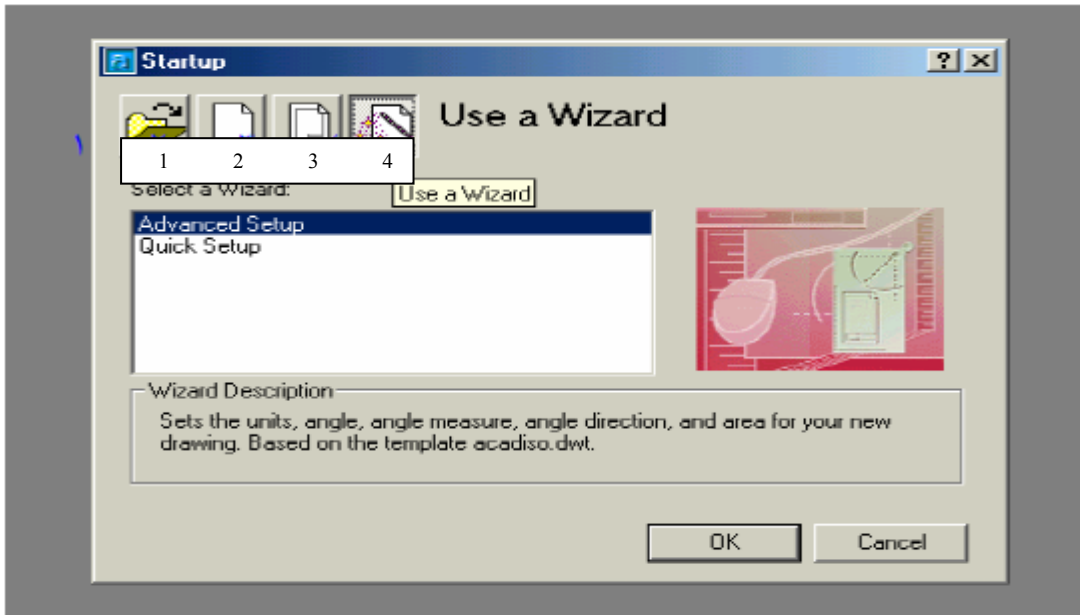 Startup
Use a Wizard
١
1 2 3 4
Select a Wizard:
Use a Wizard
Advanced Setup
Quick Setup
Wizard Description
Sets the units, angle, angle measure, angle direction, and area for your new
drawing. Based on the template acadiso.dwt.
OK Cancel